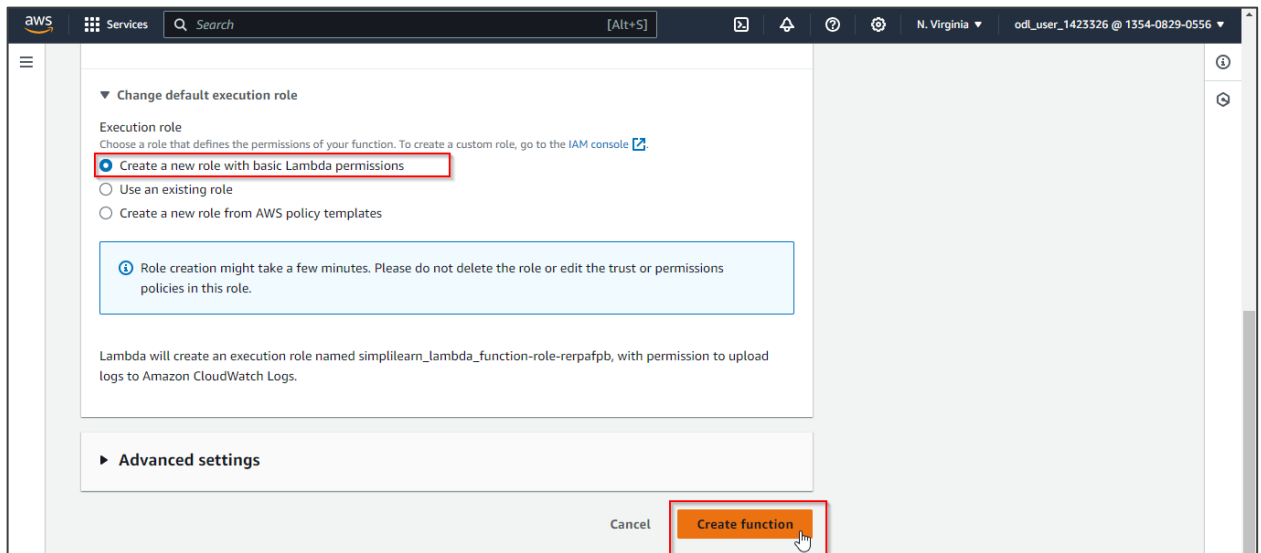 aws Services Search [Alt+S] N. Virginia ▼ odl_user_1423326 @ 1354-0829-0556 ▼
▼ Change default execution role
Execution role
Choose a role that defines the permissions of your function. To create a custom role, go to the IAM console.
Create a new role with basic Lambda permissions
Use an existing role
Create a new role from AWS policy templates
Role creation might take a few minutes. Please do not delete the role or edit the trust or permissions
policies in this role.
Lambda will create an execution role named simplilearn_lambda_function-role-rerpafpb, with permission to upload
logs to Amazon CloudWatch Logs.
▶ Advanced settings
Cancel Create function